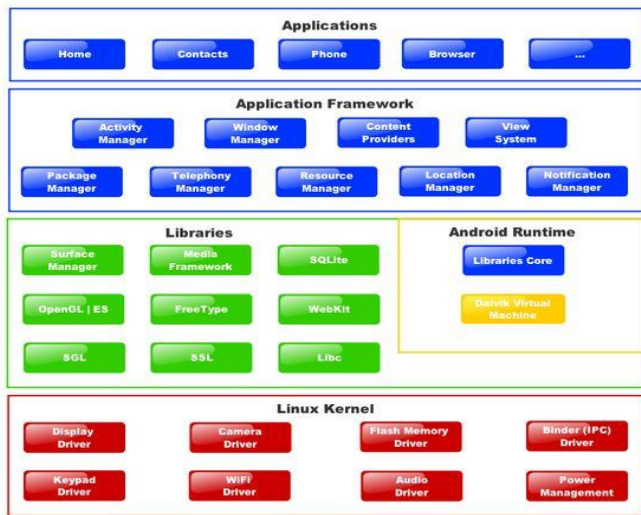 Applications
Home
Contacts
Phone
Browser
...
Application Framework
Activity
Manager
Window
Manager
Content
Providers
View
System
Package
Manager
Telephony
Manager
Resource
Manager
Location
Manager
Notification
Manager
Libraries
Surface
Manager
Media
Framework
SQLite
OpenGL | ES
FreeType
WebKit
SGL
SSL
Libc
Android Runtime
Libraries Core
Dalvik Virtual
Machine
Linux Kernel
Display
Driver
Camera
Driver
Flash Memory
Driver
Binder (IPC)
Driver
Keypad
Driver
WiFi
Driver
Audio
Driver
Power
Management